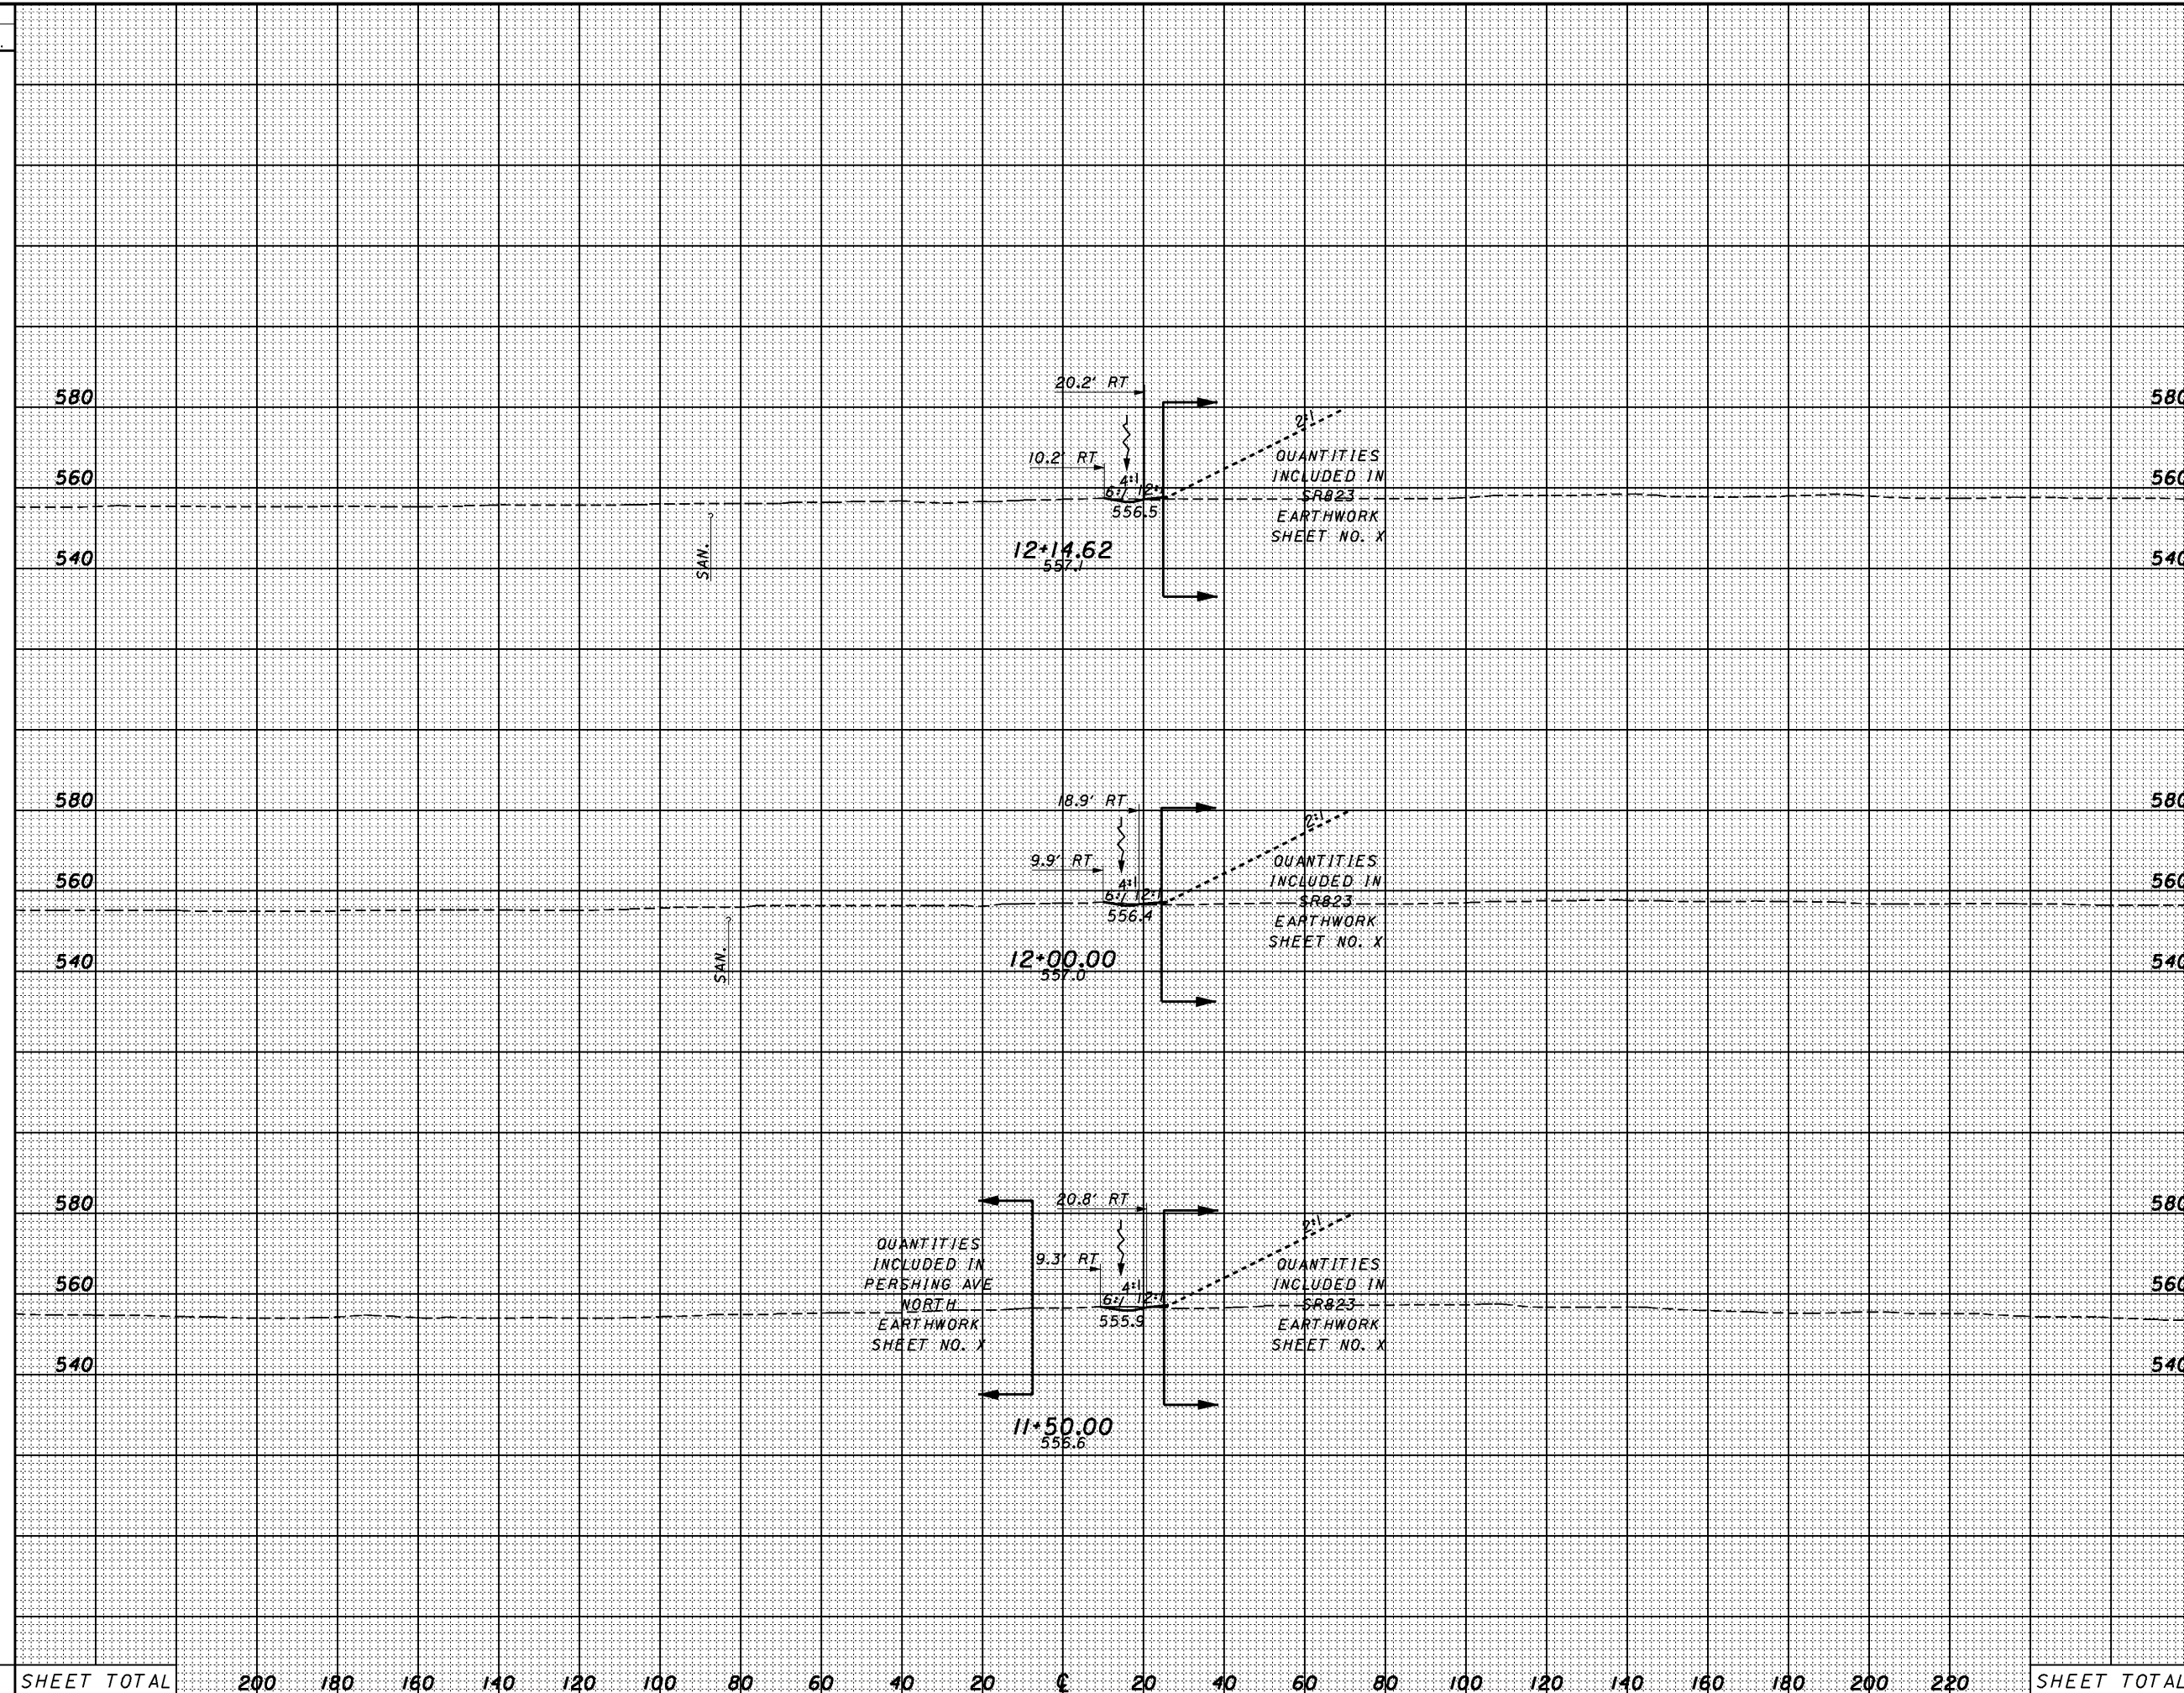 20.2' RT
580
580
2:1
10.2' RT
QUANTITIES
INCLUDED IN
SR823
EARTHWORK
SHEET NO. X
560
560
4:1
6:1 12:1
556.5
?
SAN.
12+14.62
557.1
540
540
18.9' RT
580
580
2:1
9.9' RT
QUANTITIES
INCLUDED IN
SR823
EARTHWORK
SHEET NO. X
560
560
4:1
6:1 12:1
556.4
?
SAN.
12+00.00
557.0
540
540
20.8' RT
580
580
2:1
QUANTITIES
INCLUDED IN
PERSHING AVE
NORTH
EARTHWORK
SHEET NO. X
9.3' RT
QUANTITIES
INCLUDED IN
SR823
EARTHWORK
SHEET NO. X
560
560
4:1
6:1 12:1
555.9
540
540
11+50.00
SHEET TOTAL 200 180 160 140 120 100 80 60 40 20 ℄ 20 40 60 80 100 120 140 160 180 200 220 SHEET TOTAL